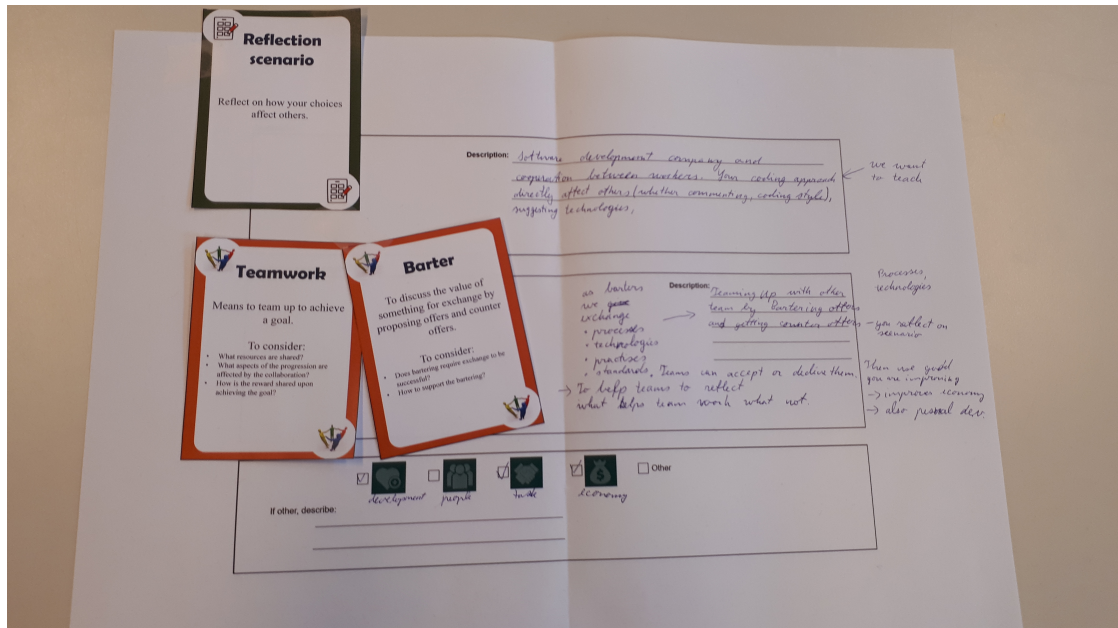 Reflection
scenario
Reflect on how your choices
affect others.
Description: Software development company and
cooperation between workers. Your coding approach
directly affect others (whether commenting, coding style),
suggesting technologies,
we want
to teach
Teamwork
Means to team up to achieve
a goal.
To consider:
• What resources are shared?
• What aspects of the progression are
affected by the collaboration?
• How is the reward shared upon
achieving the goal?
Barter
To discuss the value of
something for exchange by
proposing offers and counter
offers.
To consider:
• Does bartering require exchange to be
successful?
• How to support the bartering?
as barters
we
exchange
• processes
• technologies
• practises
• standards. Teams can accept or decline them.
→ To help teams to reflect
what helps team work what not.
Description: Teaming Up with other
team by Bartering offers
and getting counter offers
Processes,
technologies
- you reflect on
scenario
Then we
you are improving
→ improves economy
→ also dev.
development
people
trade
economy
Other
If other, describe: